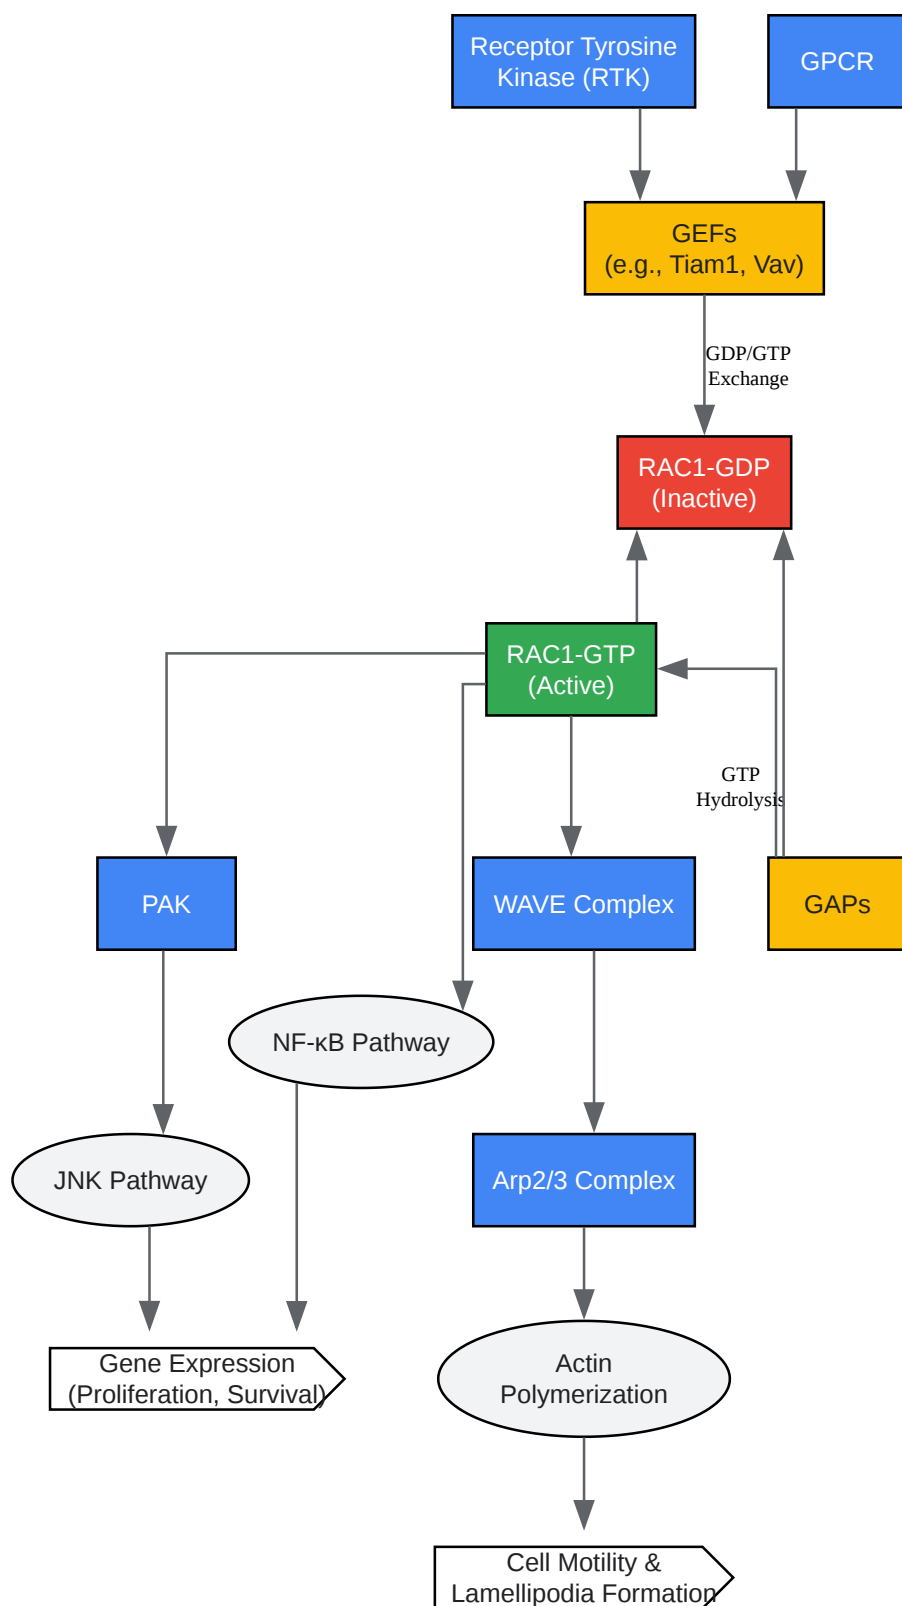 Receptor Tyrosine
Kinase (RTK)
GPCR
GEFs
(e.g., Tiam1, Vav)
GDP/GTP
Exchange
RAC1-GDP
(Inactive)
RAC1-GTP
(Active)
GTP
Hydrolysis
PAK
WAVE Complex
GAPs
NF-κB Pathway
JNK Pathway
Arp2/3 Complex
Gene Expression
(Proliferation, Survival)
Actin
Polymerization
Cell Motility &
Lamellipodia Formation